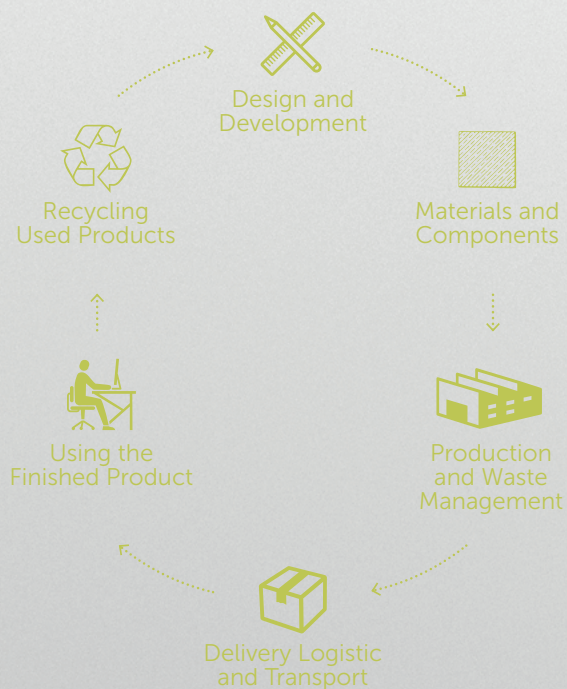 Design and
Development
Materials and
Components
Production
and Waste
Management
Delivery Logistic
and Transport
Using the
Finished Product
Recycling
Used Products